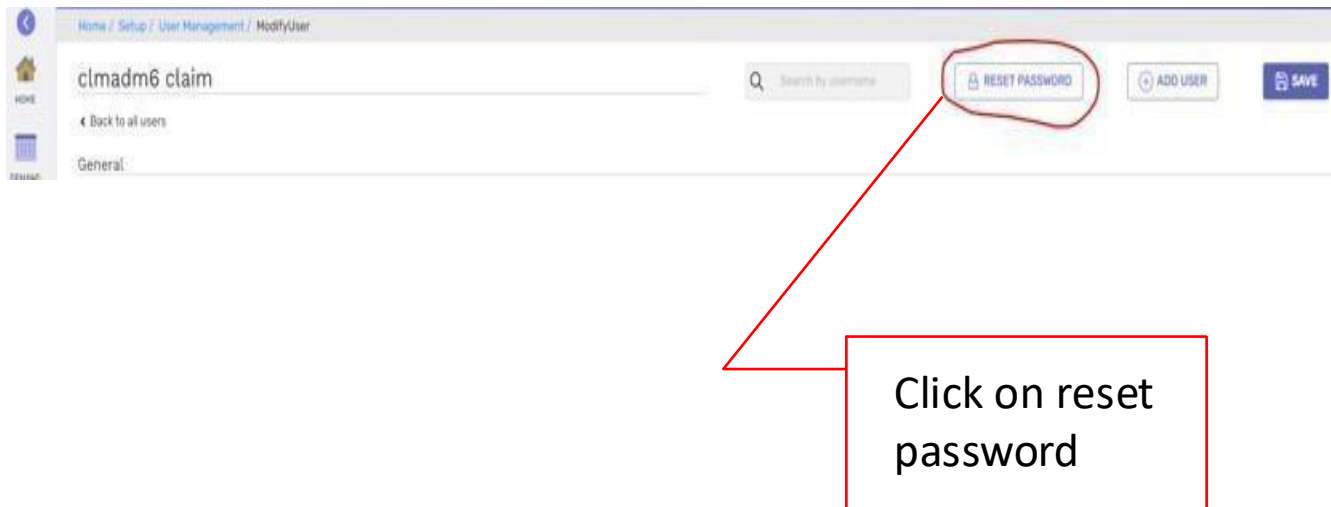 Home / Setup / User Management / ModifyUser
clmadm6 claim
Search by username
RESET PASSWORD
ADD USER
SAVE
HOME
Back to all users
General
DEMAND
Click on reset
password